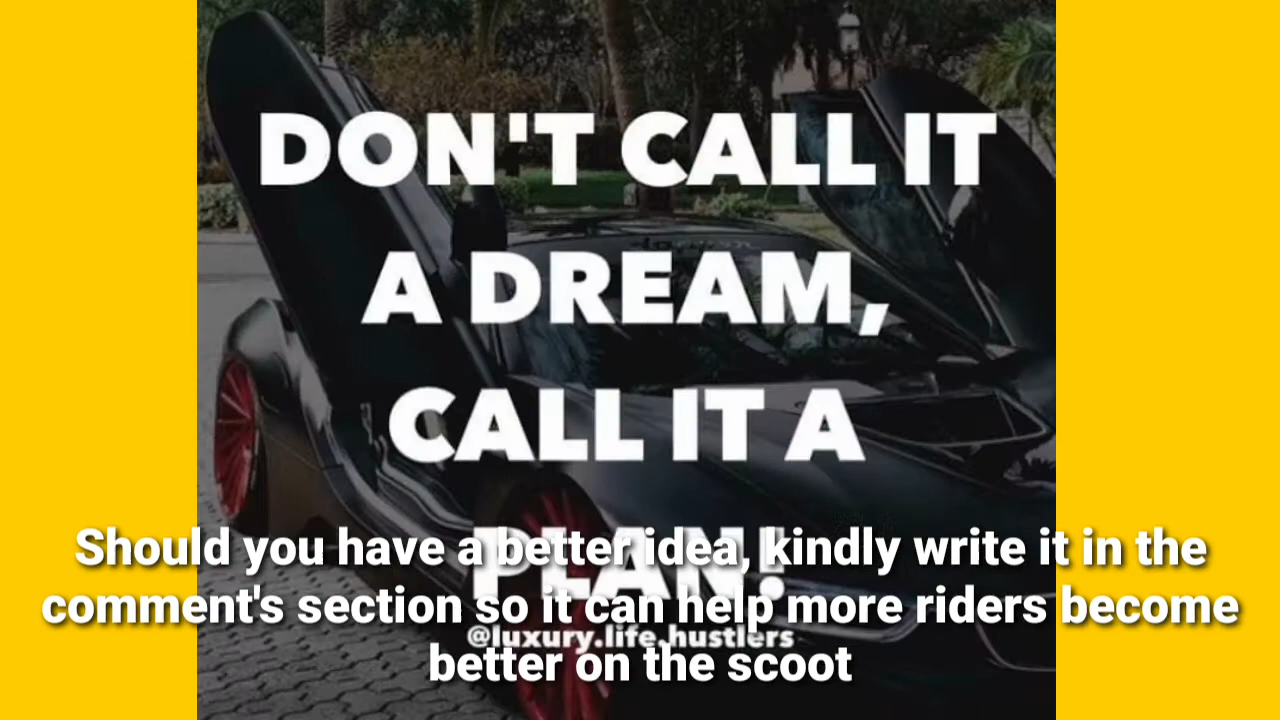 DON'T CALL IT
A DREAM,
CALL IT A
PLAN!
Should you have a better idea, kindly write it in the
comment's section so it can help more riders become
@luxury.life.hustlers
better on the scoot